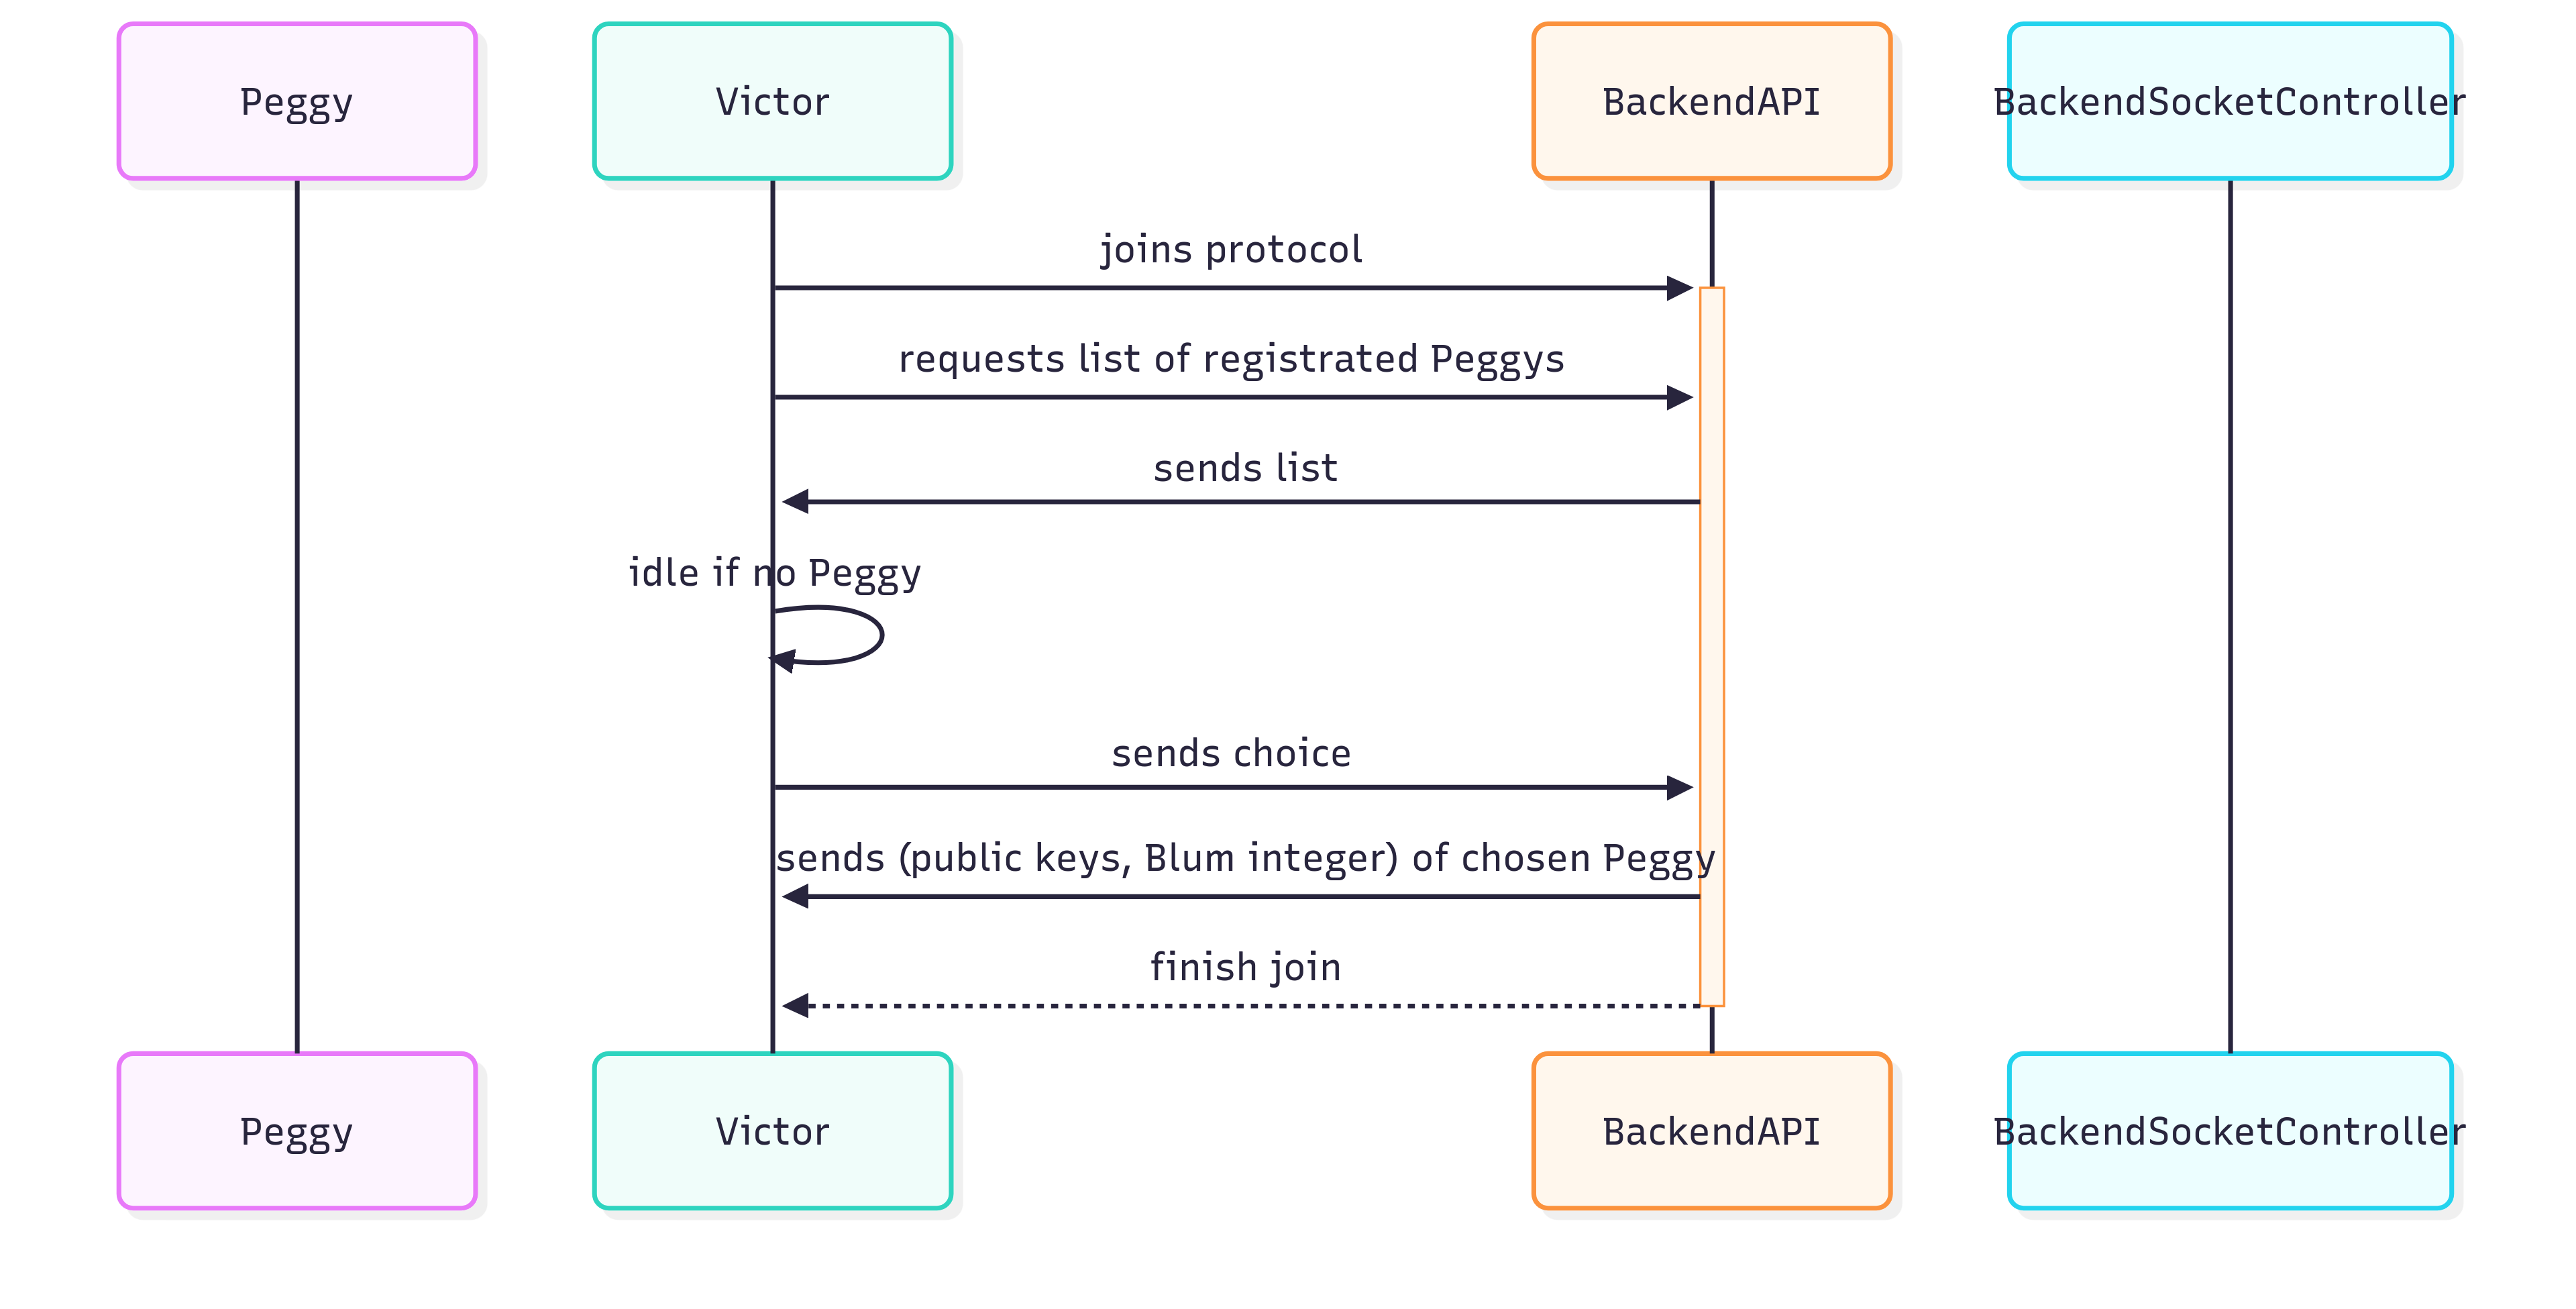 Peggy
Victor
BackendAPI
BackendSocketController
joins protocol
requests list of registrated Peggys
sends list
idle if no Peggy
sends choice
sends (public keys, Blum integer) of chosen Peggy
finish join
Peggy
Victor
BackendAPI
BackendSocketController